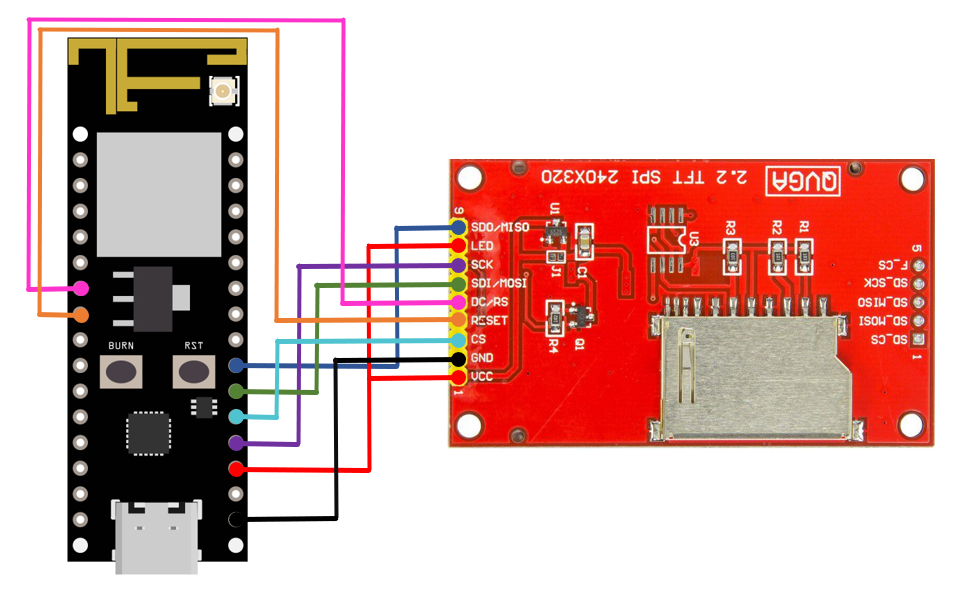 BURN
RST
2.2 TFT SPI 240X320
QVGA
9
SDO/MISO
LED
SCK
SDI/MOSI
DC/RS
RESET
CS
GND
VCC
1
U1
J1
C1
R4
Q1
U3
R3
R2
R1
5
F_CS
SD_SCK
SD_MISO
SD_MOSI
SD_CS
1